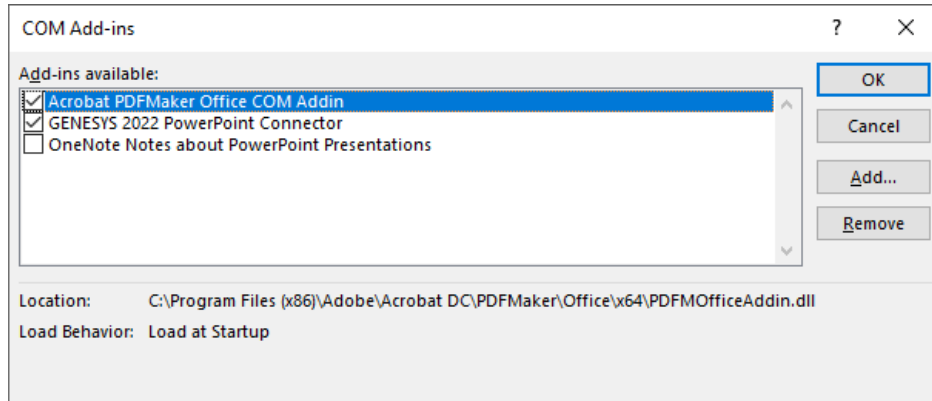 COM Add-ins
?
Add-ins available:
Acrobat PDFMaker Office COM Addin
GENESYS 2022 PowerPoint Connector
OneNote Notes about PowerPoint Presentations
OK
Cancel
Add...
Remove
Location: C:\Program Files (x86)\Adobe\Acrobat DC\PDFMaker\Office\x64\PDFMOfficeAddin.dll
Load Behavior: Load at Startup